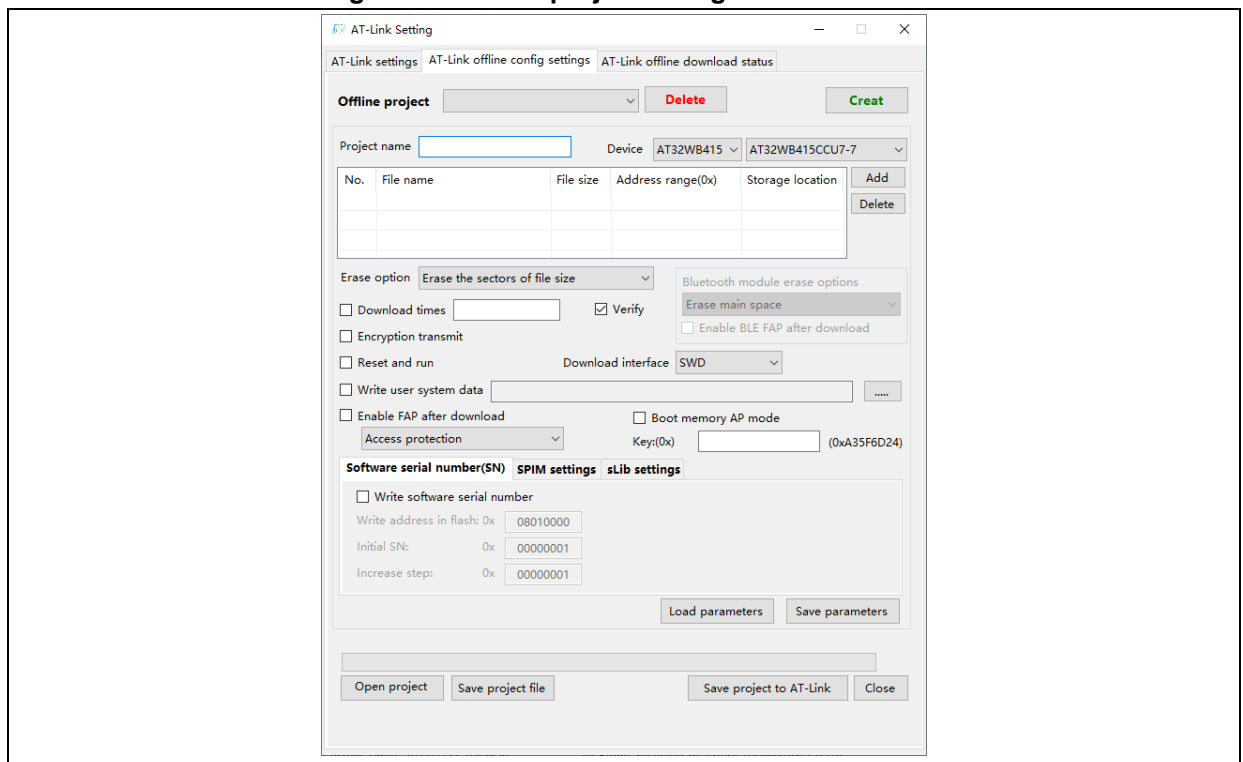 AT-Link Setting
AT-Link settings AT-Link offline config settings AT-Link offline download status
Offline project Delete Creat
Project name Device AT32WB415 AT32WB415CCU7-7
No. File name File size Address range(0x) Storage location Add
Delete
Erase option Erase the sectors of file size
Bluetooth module erase options
Erase main space
Download times Verify
Enable BLE FAP after download
Encryption transmit
Reset and run Download interface SWD
Write user system data .....
Enable FAP after download Boot memory AP mode
Access protection Key:(0x) (0xA35F6D24)
Software serial number(SN) SPIM settings sLib settings
Write software serial number
Write address in flash: 0x 08010000
Initial SN: 0x 00000001
Increase step: 0x 00000001
Load parameters Save parameters
Open project Save project file Save project to AT-Link Close